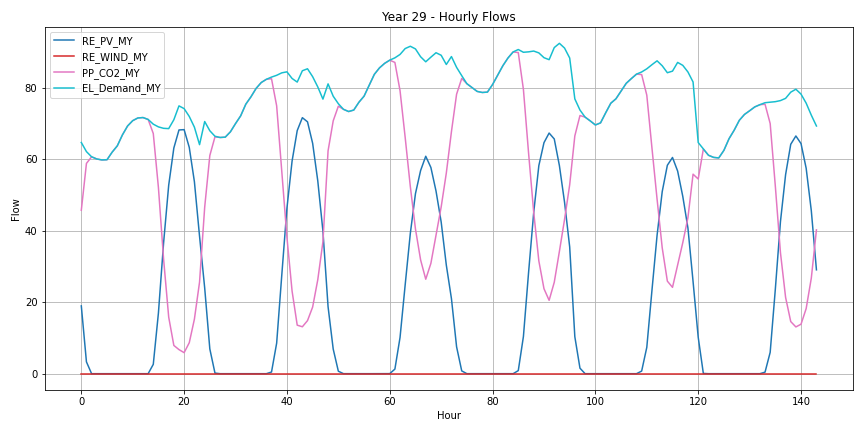 Year 29 - Hourly Flows
RE_PV_MY
RE_WIND_MY
PP_CO2_MY
EL_Demand_MY
Flow
80
60
40
20
0
0 20 40 60 80 100 120 140
Hour